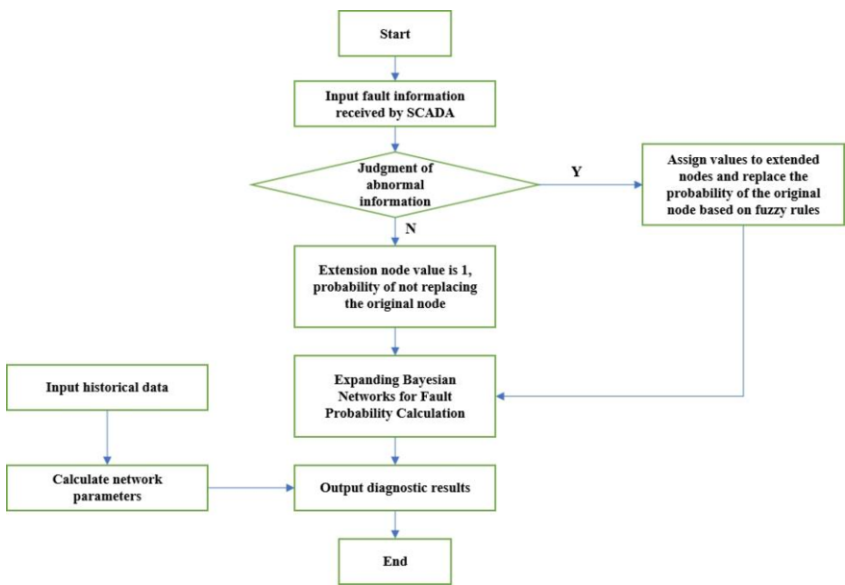 Start
Input fault information
received by SCADA
Judgment of
abnormal
information
Y
Assign values to extended
nodes and replace the
probability of the original
node based on fuzzy rules
N
Extension node value is 1,
probability of not replacing
the original node
Input historical data
Expanding Bayesian
Networks for Fault
Probability Calculation
Calculate network
parameters
Output diagnostic results
End